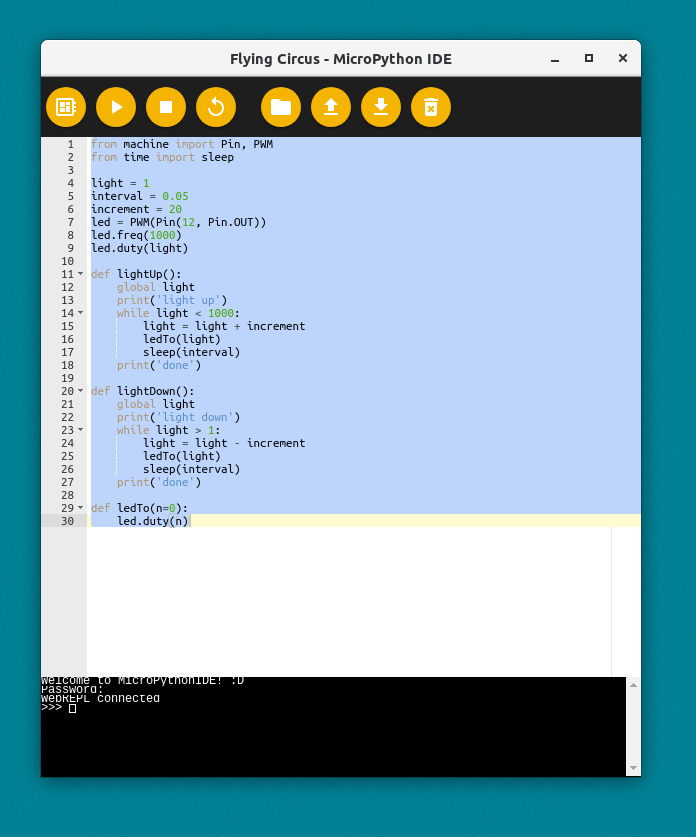 Flying Circus - MicroPython IDE
1 from machine import Pin, PWM
2 from time import sleep
3
4 light = 1
5 interval = 0.05
6 increment = 20
7 led = PWM(Pin(12, Pin.OUT))
8 led.freq(1000)
9 led.duty(light)
10
11 def lightUp():
12     global light
13     print('light up')
14     while light < 1000:
15         light = light + increment
16         ledTo(light)
17         sleep(interval)
18     print('done')
19
20 def lightDown():
21     global light
22     print('light down')
23     while light > 1:
24         light = light - increment
25         ledTo(light)
26         sleep(interval)
27     print('done')
28
29 def ledTo(n=0):
30     led.duty(n)
Welcome to MicroPythonIDE! :D
Password:
WebREPL connected
>>>